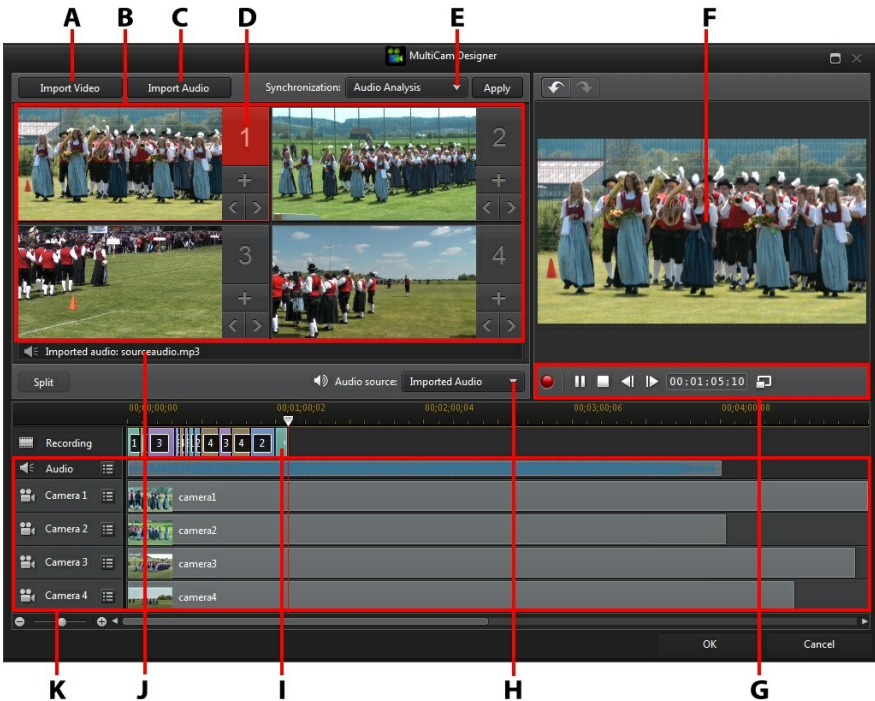 A B C D E F
MultiCam Designer
Import Video Import Audio Synchronization: Audio Analysis Apply
1 2
3 4
Imported audio: sourceaudio.mp3
Split Audio source: Imported Audio 00;01;05;10
00;00;00;00 00;01;00;02 00;02;00;04 00;03;00;06 00;04;00;08
Recording 1 3 4 3 4 2
Audio
Camera 1 camera1
Camera 2 camera2
Camera 3 camera3
Camera 4 camera4
OK Cancel
K J I H G